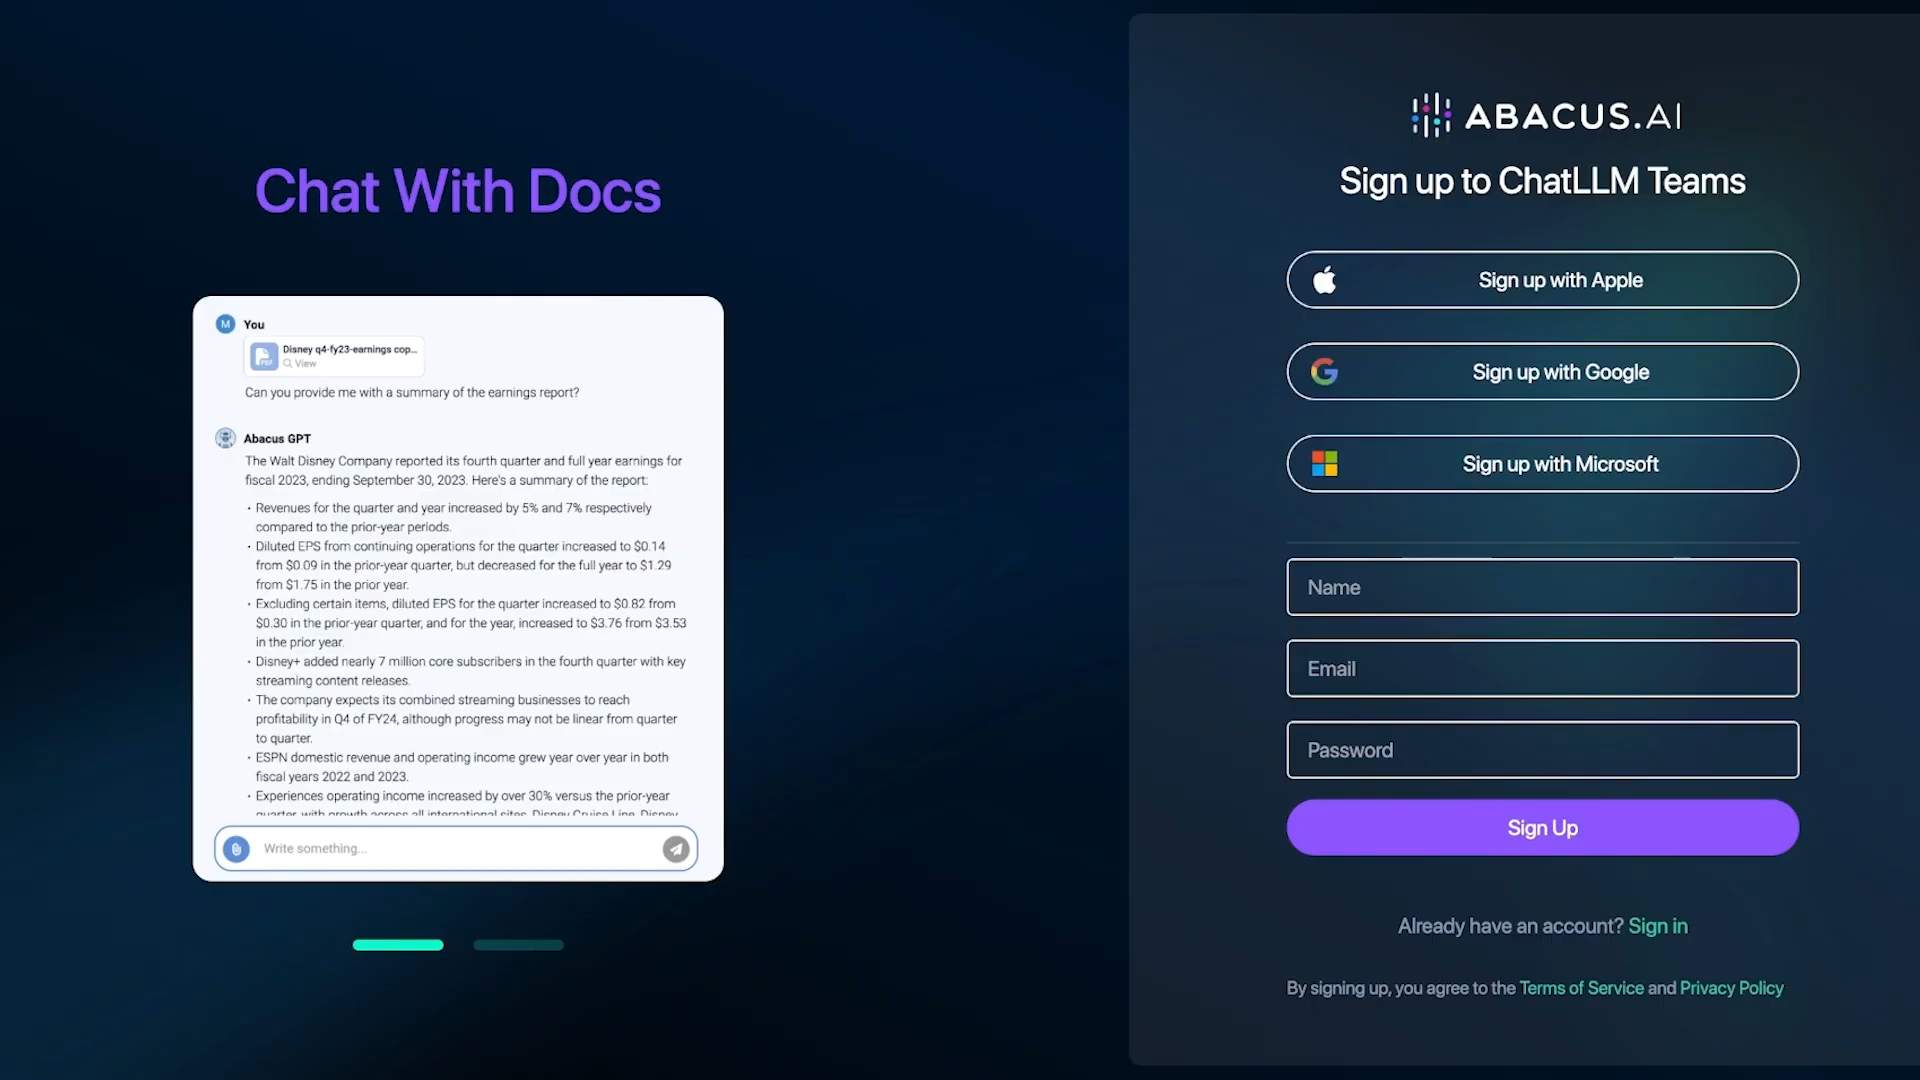 Chat With Docs
M You
Disney q4-fy23-earnings cop...
View
Can you provide me with a summary of the earnings report?
Abacus GPT
The Walt Disney Company reported its fourth quarter and full year earnings for
fiscal 2023, ending September 30, 2023. Here's a summary of the report:
• Revenues for the quarter and year increased by 5% and 7% respectively
compared to the prior-year periods.
• Diluted EPS from continuing operations for the quarter increased to $0.14
from $0.09 in the prior-year quarter, but decreased for the full year to $1.29
from $1.75 in the prior year.
• Excluding certain items, diluted EPS for the quarter increased to $0.82 from
$0.30 in the prior-year quarter, and for the year, increased to $3.76 from $3.53
in the prior year.
• Disney+ added nearly 7 million core subscribers in the fourth quarter with key
streaming content releases.
• The company expects its combined streaming businesses to reach
profitability in Q4 of FY24, although progress may not be linear from quarter
to quarter.
• ESPN domestic revenue and operating income grew year over year in both
fiscal years 2022 and 2023.
• Experiences operating income increased by over 30% versus the prior-year
quarter, with growth across all international sites, Disney Cruise Line, Disney
Write something...
ABACUS.AI
Sign up to ChatLLM Teams
Sign up with Apple
Sign up with Google
Sign up with Microsoft
Name
Email
Password
Sign Up
Already have an account? Sign in
By signing up, you agree to the Terms of Service and Privacy Policy